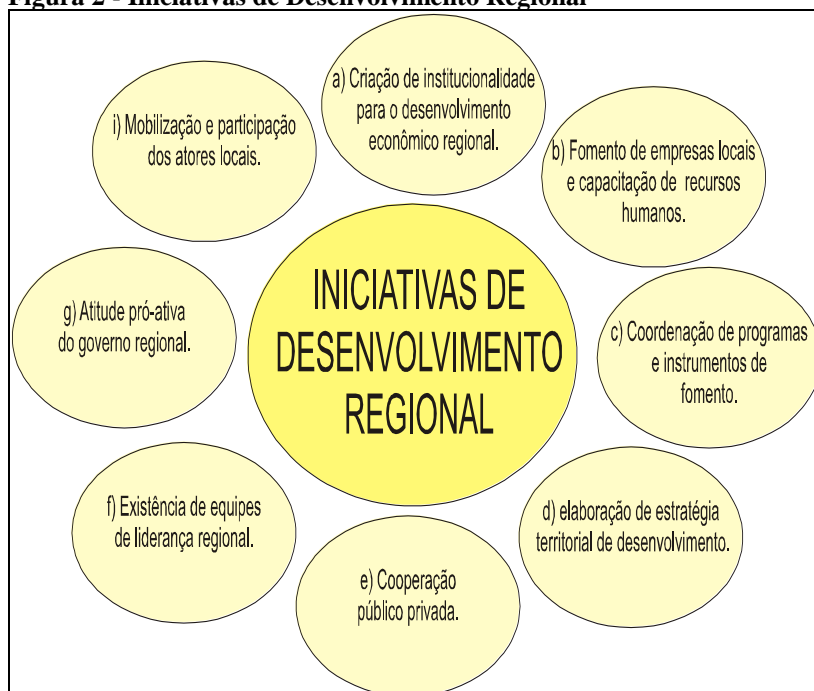 Figura 2 - Iniciativas de Desenvolvimento Regional
a) Criação de institucionalidade
para o desenvolvimento
econômico regional.
b) Fomento de empresas locais
e capacitação de recursos
humanos.
c) Coordenação de programas
e instrumentos de
fomento.
d) elaboração de estratégia
territorial de desenvolvimento.
e) Cooperação
público privada.
f) Existência de equipes
de liderança regional.
g) Atitude pró-ativa
do governo regional.
i) Mobilização e participação
dos atores locais.
INICIATIVAS DE
DESENVOLVIMENTO
REGIONAL